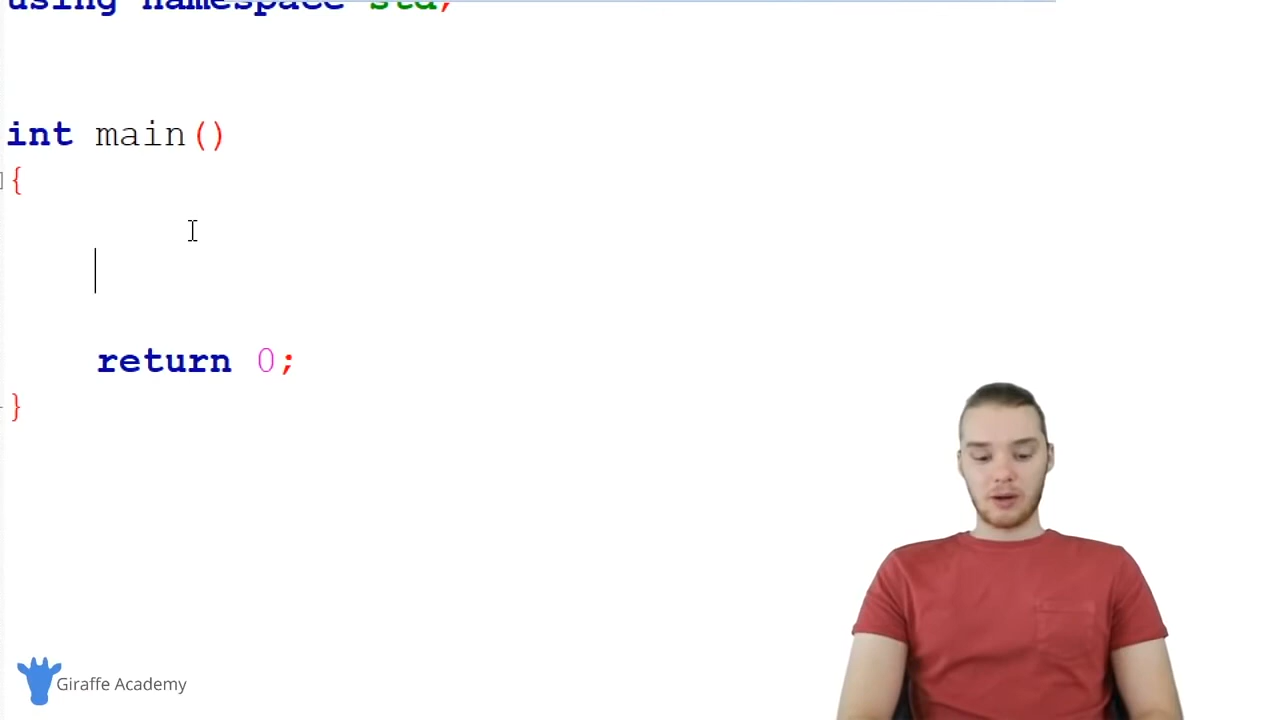 using namespace std;
int main()
{
return 0;
}
Giraffe Academy